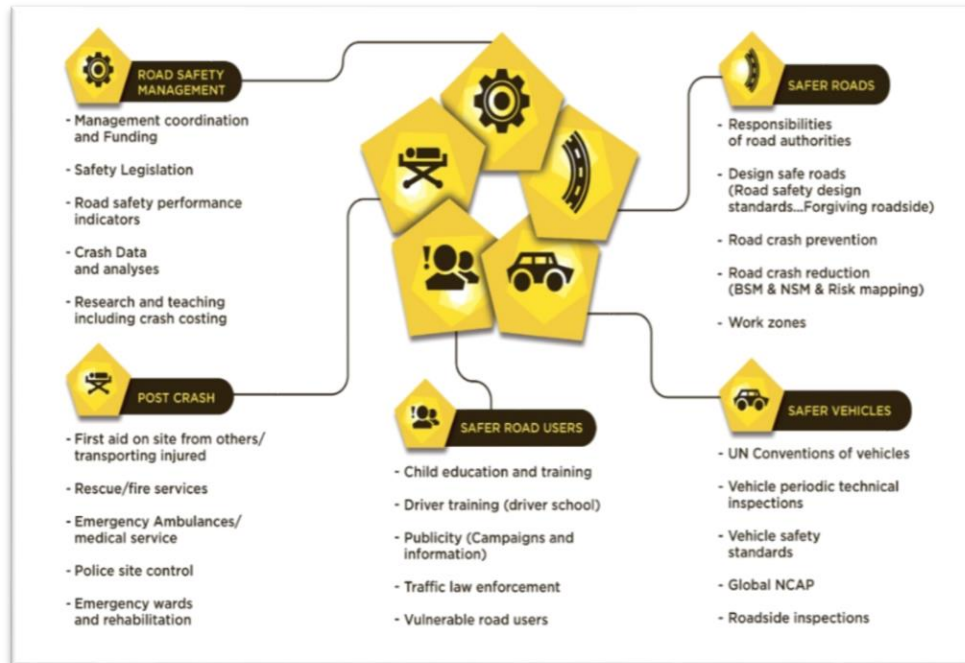 ROAD SAFETY
MANAGEMENT
- Management coordination
and Funding
- Safety Legislation
- Road safety performance
indicators
- Crash Data
and analyses
- Research and teaching
including crash costing
SAFER ROADS
- Responsibilities
of road authorities
- Design safe roads
(Road safety design
standards...Forgiving roadside)
- Road crash prevention
- Road crash reduction
(BSM & NSM & Risk mapping)
- Work zones
POST CRASH
- First aid on site from others/
transporting injured
- Rescue/fire services
- Emergency Ambulances/
medical service
- Police site control
- Emergency wards
and rehabilitation
SAFER ROAD USERS
- Child education and training
- Driver training (driver school)
- Publicity (Campaigns and
information)
- Traffic law enforcement
- Vulnerable road users
SAFER VEHICLES
- UN Conventions of vehicles
- Vehicle periodic technical
inspections
- Vehicle safety
standards
- Global NCAP
- Roadside inspections